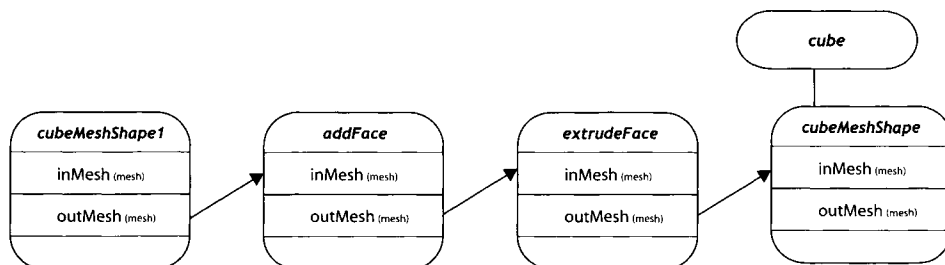 cube
cubeMeshShape1
inMesh (mesh)
outMesh (mesh)
addFace
inMesh (mesh)
outMesh (mesh)
extrudeFace
inMesh (mesh)
outMesh (mesh)
cubeMeshShape
inMesh (mesh)
outMesh (mesh)